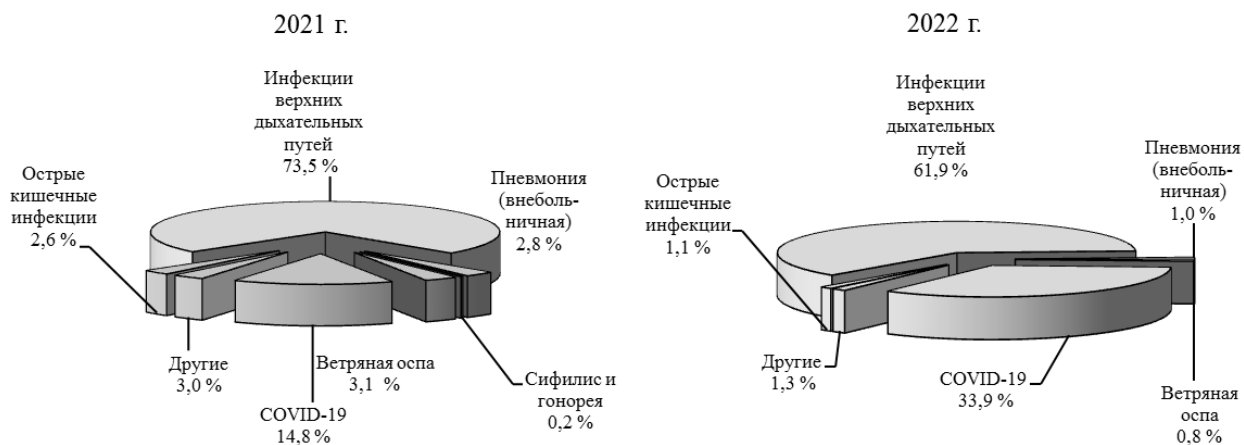 2021 г.
Инфекции
верхних
дыхательных
путей
73,5 %
Острые
кишечные
инфекции
2,6 %
Пневмония
(внеболь-
ничная)
2,8 %
Другие
3,0 %
Ветряная оспа
3,1 %
Сифилис и
гонорея
0,2 %
COVID-19
14,8 %
2022 г.
Инфекции
верхних
дыхательных
путей
61,9 %
Пневмония
(внеболь-
ничная)
1,0 %
Острые
кишечные
инфекции
1,1 %
Другие
1,3 %
COVID-19
33,9 %
Ветряная
оспа
0,8 %